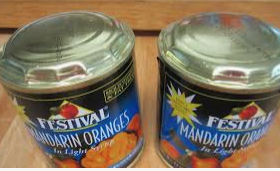 FESTIVAL
MANDARIN ORANGES
In Light Syrup
FESTIVAL
MANDARIN ORANGES
In Light Syrup